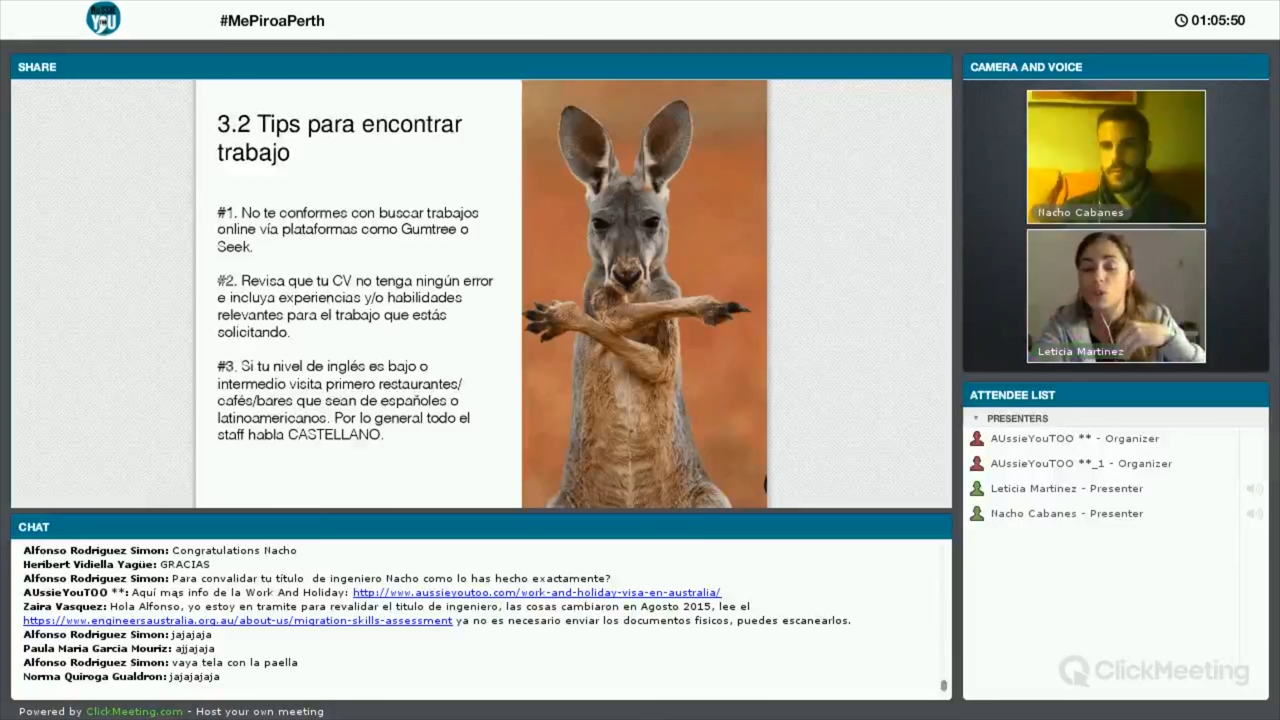 AUSSIE
YOU
TOO
#MePiroaPerth
01:05:50
SHARE
3.2 Tips para encontrar
trabajo
#1. No te conformes con buscar trabajos
online vía plataformas como Gumtree o
Seek.
#2. Revisa que tu CV no tenga ningún error
e incluya experiencias y/o habilidades
relevantes para el trabajo que estás
solicitando.
#3. Si tu nivel de inglés es bajo o
intermedio visita primero restaurantes/
cafés/bares que sean de españoles o
latinoamericanos. Por lo general todo el
staff habla CASTELLANO.
CAMERA AND VOICE
Nacho Cabanes
Leticia Martinez
ATTENDEE LIST
PRESENTERS
AUssieYouTOO ** - Organizer
AUssieYouTOO **_1 - Organizer
Leticia Martinez - Presenter
Nacho Cabanes - Presenter
CHAT
Alfonso Rodriguez Simon: Congratulations Nacho
Heribert Vidiella Yagüe: GRACIAS
Alfonso Rodriguez Simon: Para convalidar tu título de ingeniero Nacho como lo has hecho exactamente?
AUssieYouTOO **: Aquí mas info de la Work And Holiday: http://www.aussieyoutoo.com/work-and-holiday-visa-en-australia/
Zaira Vasquez: Hola Alfonso, yo estoy en tramite para revalidar el titulo de ingeniero, las cosas cambiaron en Agosto 2015, lee el
https://www.engineersaustralia.org.au/about-us/migration-skills-assessment ya no es necesario enviar los documentos fisicos, puedes escanearlos.
Alfonso Rodriguez Simon: jajajaja
Paula Maria Garcia Mouriz: ajjajaja
Alfonso Rodriguez Simon: vaya tela con la paella
Norma Quiroga Gualdron: jajajajaja
ClickMeeting
Powered by ClickMeeting.com - Host your own meeting